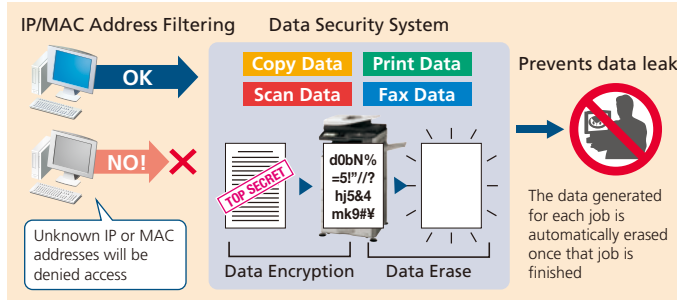 IP/MAC Address Filtering
OK
NO!
Unknown IP or MAC
addresses will be
denied access
Data Security System
Copy Data
Print Data
Scan Data
Fax Data
TOP SECRET
d0bN%
=5!"//?
hj5&4
mk9#¥
Data Encryption
Data Erase
Prevents data leak
The data generated
for each job is
automatically erased
once that job is
finished